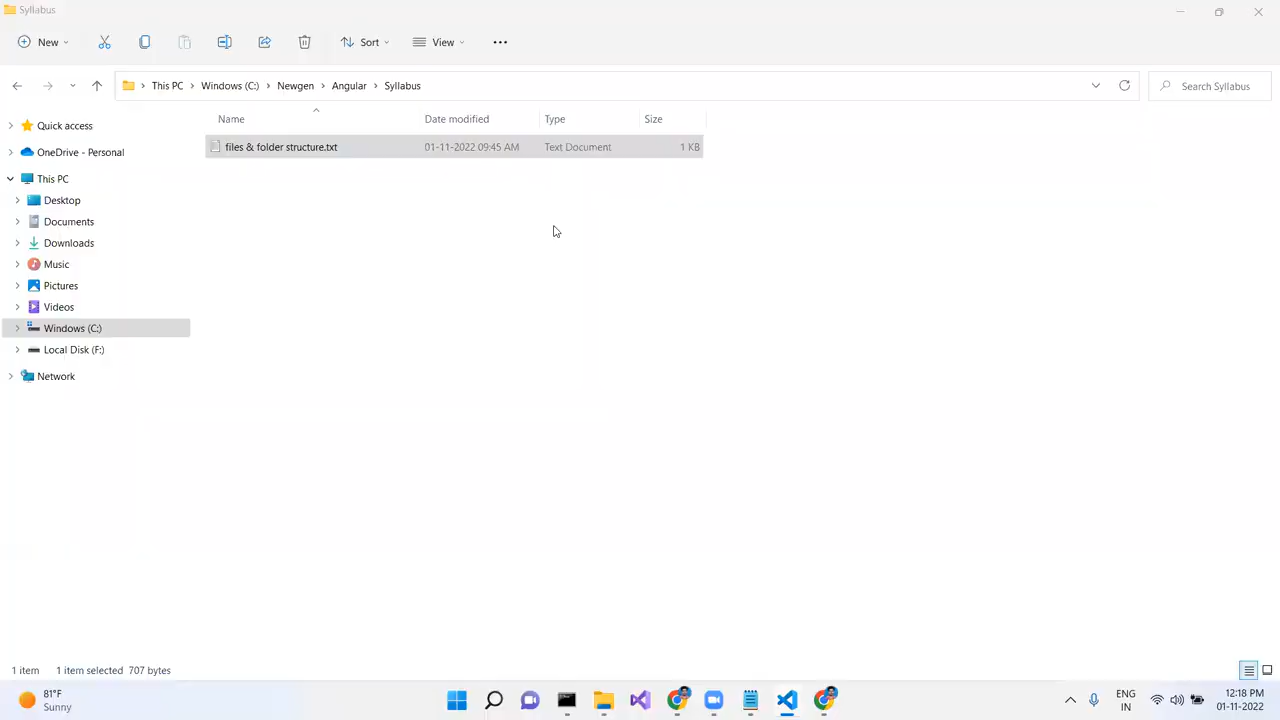 Syllabus
New
Sort
View
This PC
Windows (C:)
Newgen
Angular
Syllabus
Search Syllabus
Name
Date modified
Type
Size
files & folder structure.txt
01-11-2022 09:45 AM
Text Document
1 KB
Quick access
OneDrive - Personal
This PC
Desktop
Documents
Downloads
Music
Pictures
Videos
Windows (C:)
Local Disk (F:)
Network
1 item
1 item selected
707 bytes
81°F
Sunny
ENG
IN
12:18 PM
01-11-2022